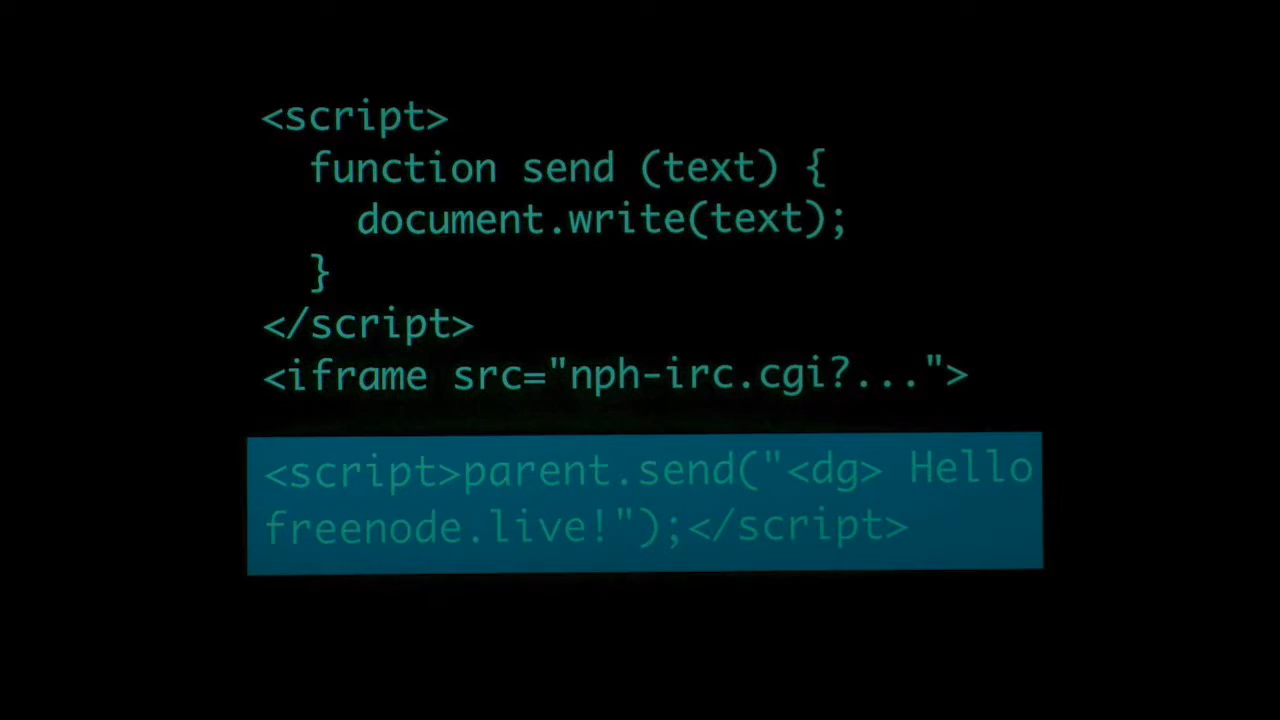 <script>
function send (text) {
document.write(text);
}
</script>
<iframe src="nph-irc.cgi?...">
<script>parent.send("<dg> Hello
freenode.live!");</script>